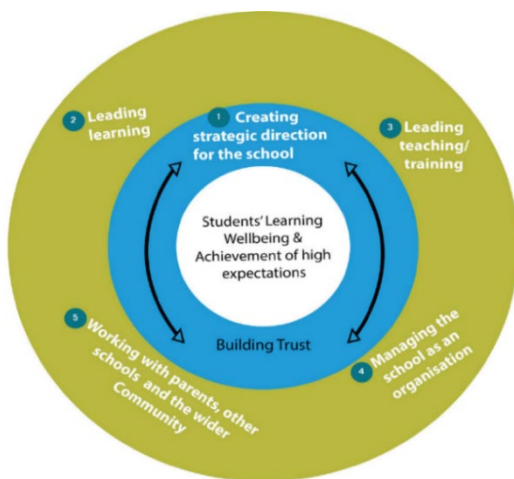 1 Creating
strategic direction
for the school
2 Leading
learning
3 Leading
teaching/
training
Students' Learning
Wellbeing &
Achievement of high
expectations
Building Trust
4 Managing the
school as an
organisation
5 Working with parents, other
schools and the wider
Community